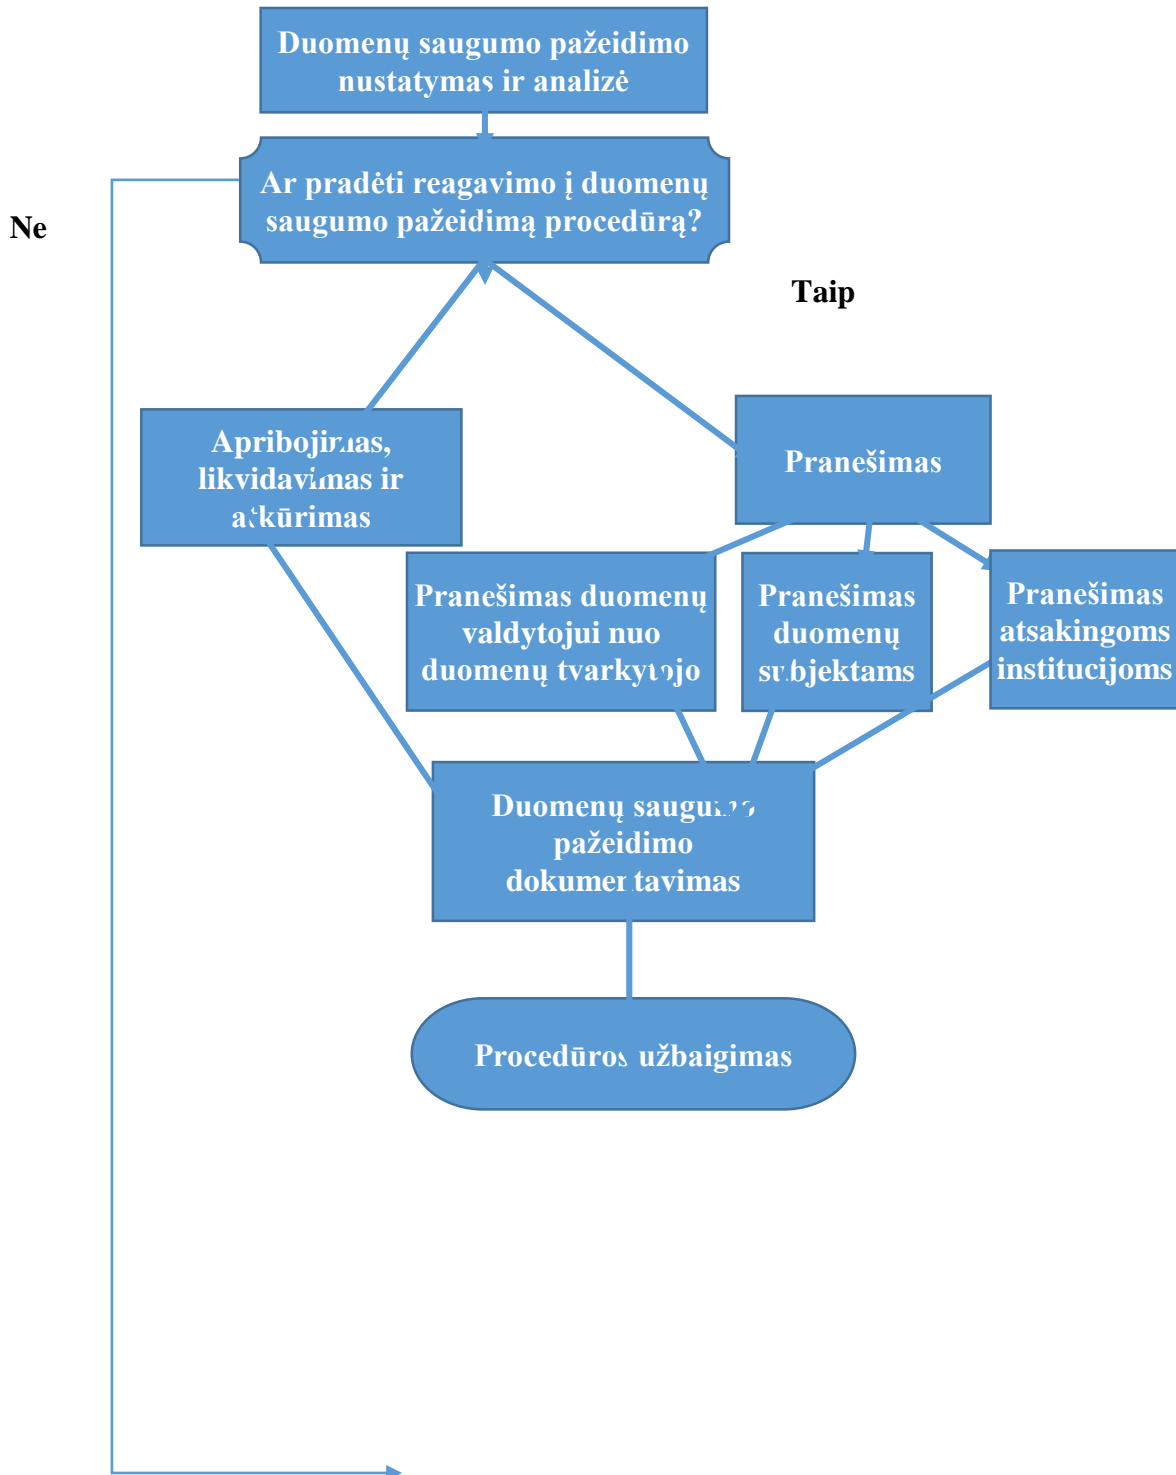 Duomenų saugumo pažeidimo
nustatymas ir analizė
Ar pradėti reagavimo į duomenų
saugumo pažeidimą procedūrą?
Ne
Taip
Apribojimas,
likvidavimas ir
atkūrimas
Pranešimas
Pranešimas duomenų
valdytojui nuo
duomenų tvarkytojo
Pranešimas
duomenų
subjektams
Pranešimas
atsakingoms
institucijoms
Duomenų saugumo
pažeidimo
dokumentavimas
Procedūros užbaigimas